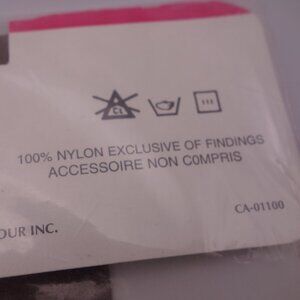 CL
100% NYLON EXCLUSIVE OF FINDINGS
ACCESSOIRE NON COMPRIS
OUR INC.
CA-01100